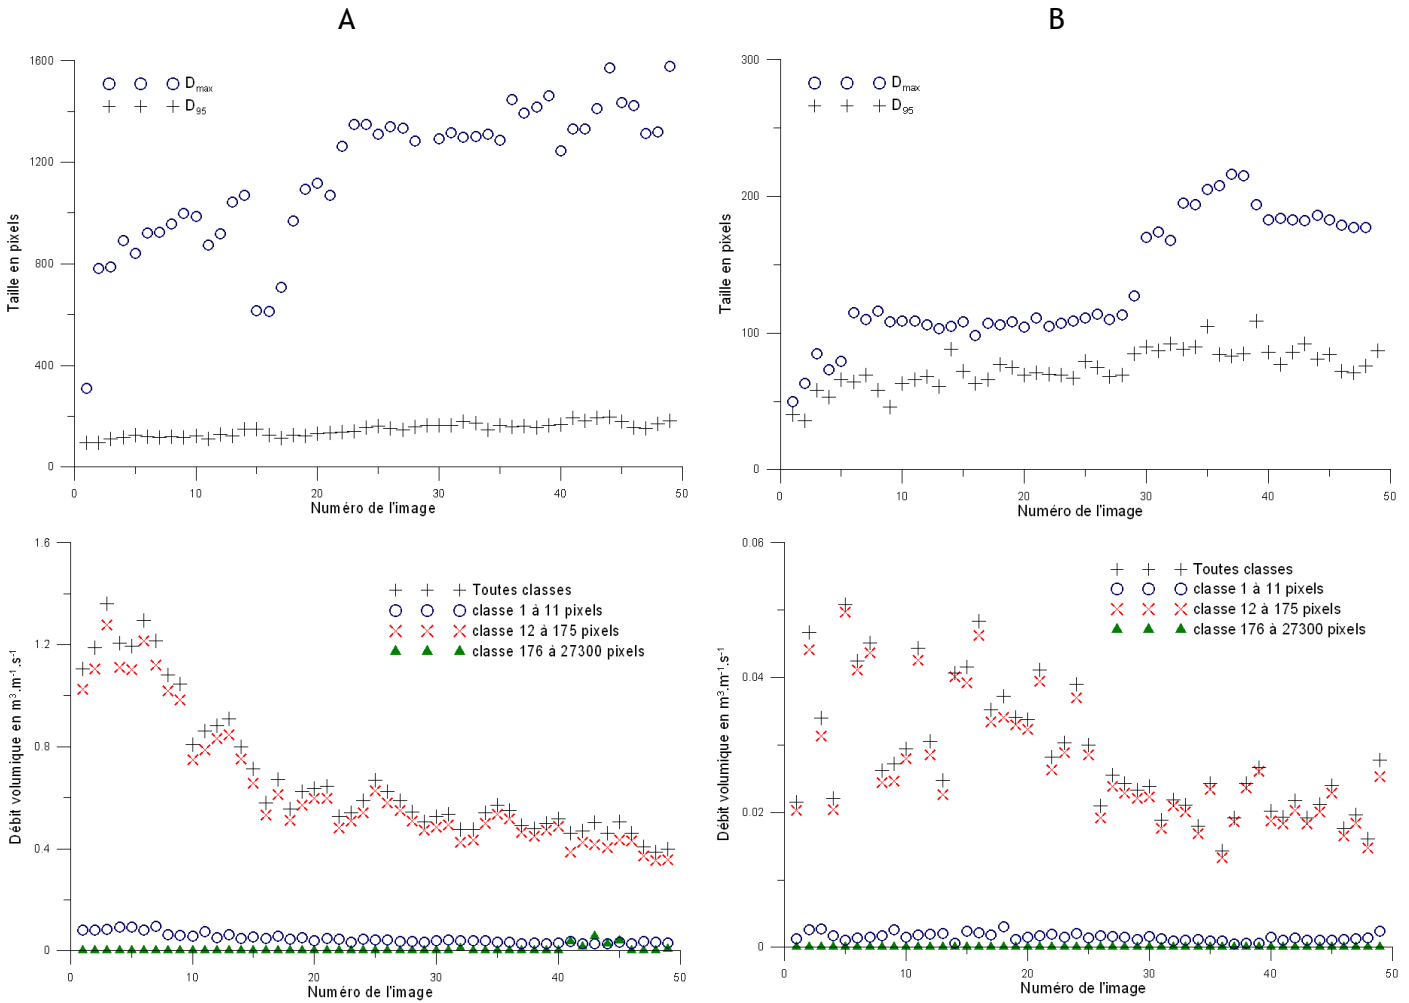 A
B
1600
1200
800
400
0
0 10 20 30 40 50
Taille en pixels
Numéro de l'image
Dmax
D95
300
200
100
0
0 10 20 30 40 50
Taille en pixels
Numéro de l'image
Dmax
D95
1.6
1.2
0.8
0.4
0
0 10 20 30 40 50
Débit volumique en m³.m⁻¹.s⁻¹
Numéro de l'image
Toutes classes
classe 1 à 11 pixels
classe 12 à 175 pixels
classe 176 à 27300 pixels
0.06
0.04
0.02
0
0 10 20 30 40 50
Débit volumique en m³.m⁻¹.s⁻¹
Numéro de l'image
Toutes classes
classe 1 à 11 pixels
classe 12 à 175 pixels
classe 176 à 27300 pixels